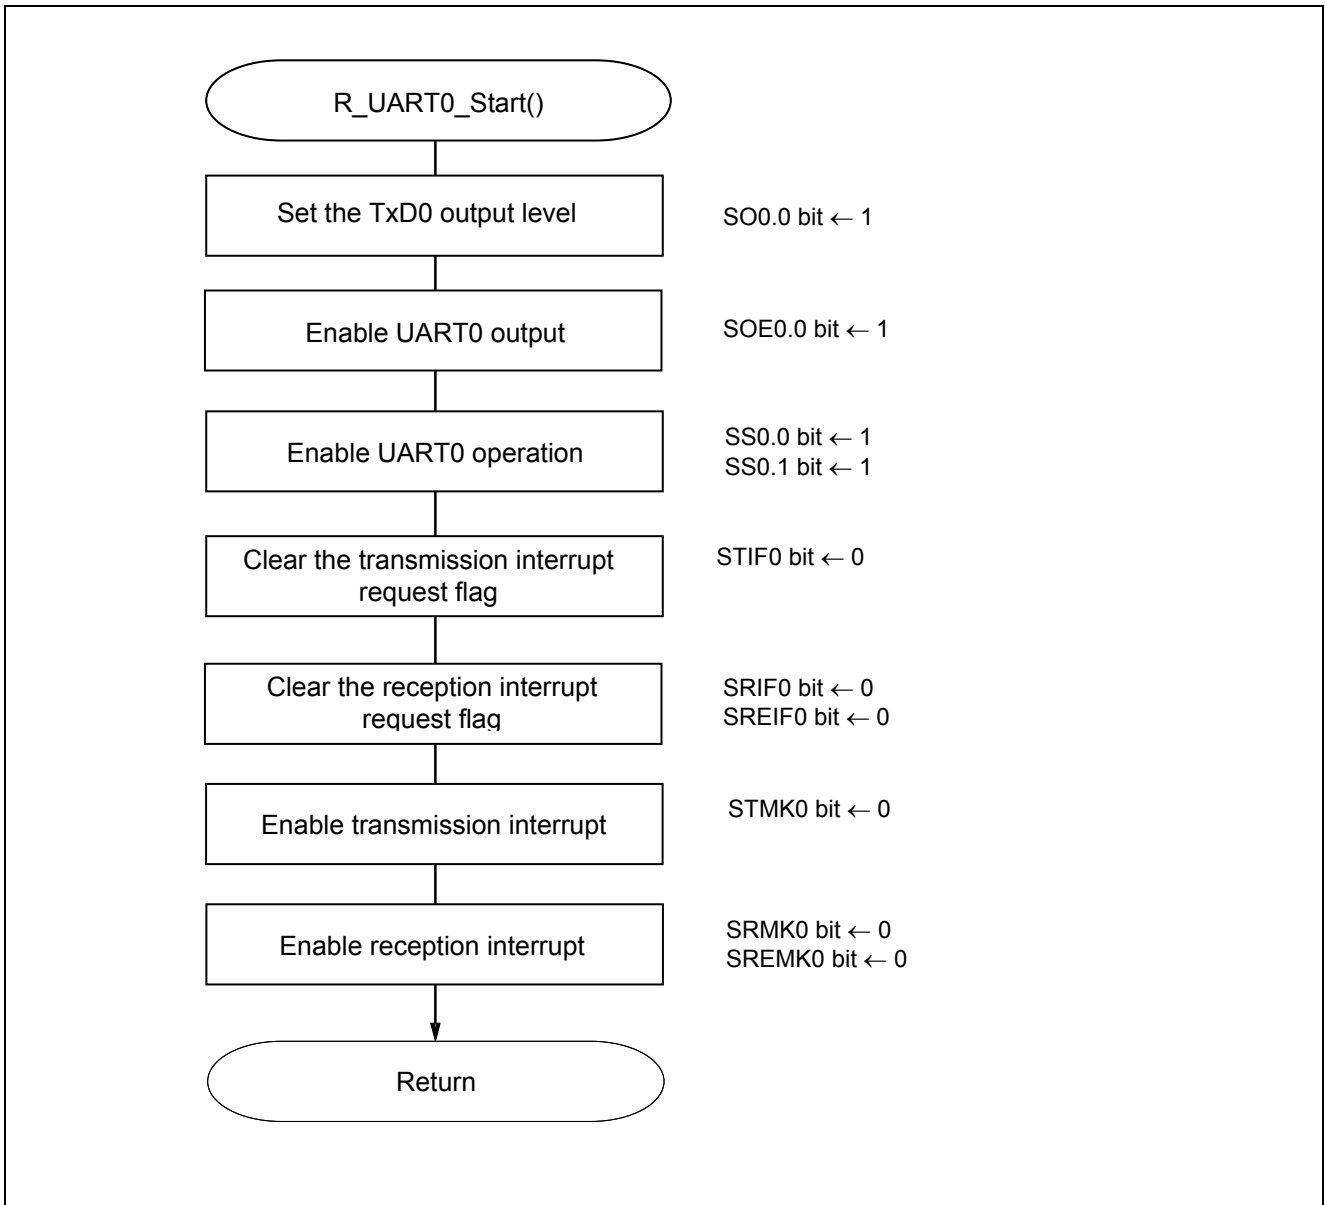 R_UART0_Start()
Set the TxD0 output level
SO0.0 bit ← 1
Enable UART0 output
SOE0.0 bit ← 1
Enable UART0 operation
SS0.0 bit ← 1
SS0.1 bit ← 1
Clear the transmission interrupt
request flag
STIF0 bit ← 0
Clear the reception interrupt
request flag
SRIF0 bit ← 0
SREIF0 bit ← 0
Enable transmission interrupt
STMK0 bit ← 0
Enable reception interrupt
SRMK0 bit ← 0
SREMK0 bit ← 0
Return